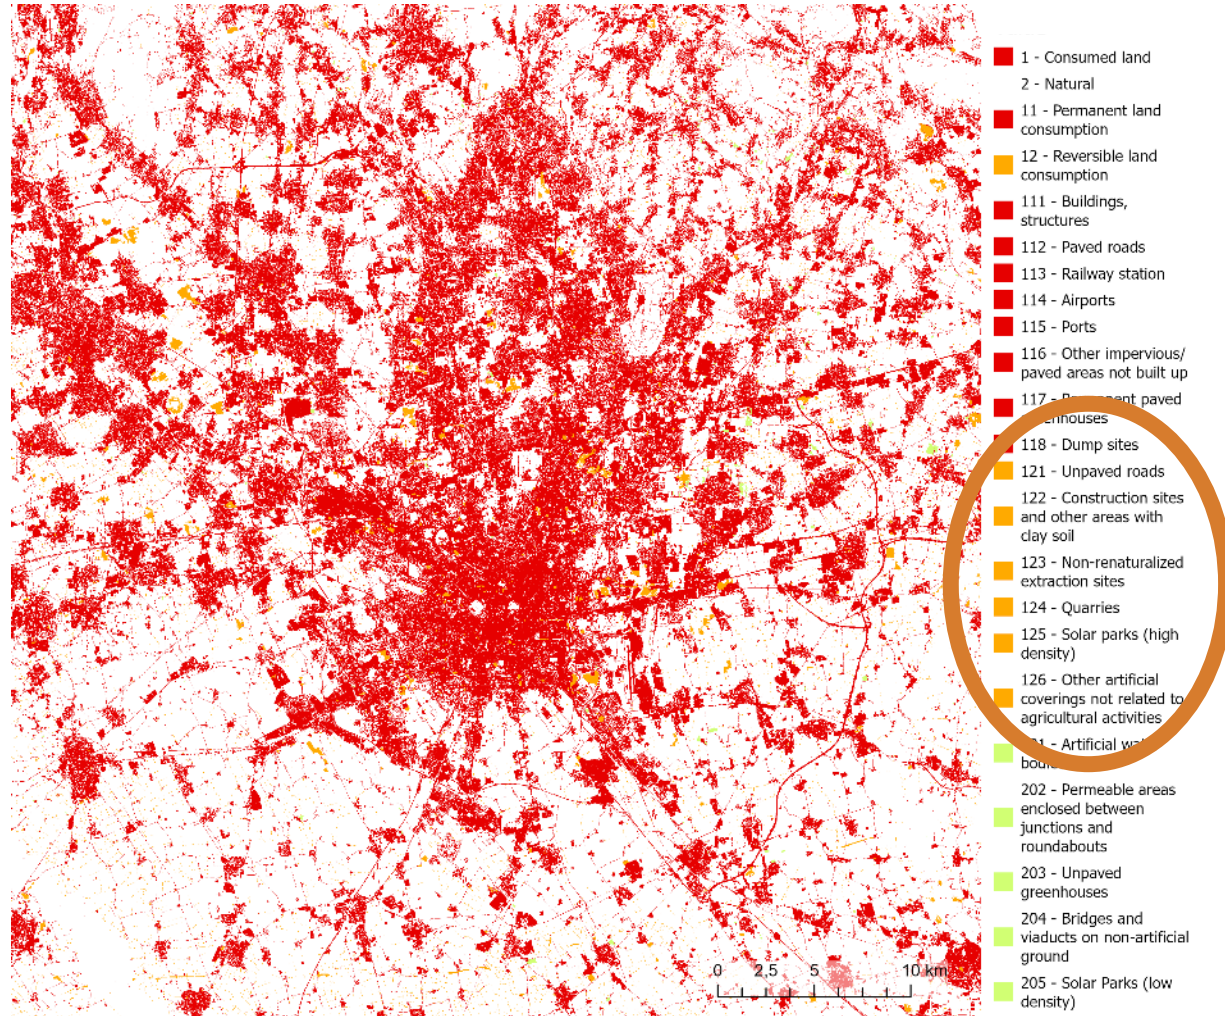 1 - Consumed land
2 - Natural
11 - Permanent land
consumption
12 - Reversible land
consumption
111 - Buildings,
structures
112 - Paved roads
113 - Railway station
114 - Airports
115 - Ports
116 - Other impervious/
paved areas not built up
117 - paved
118 - Dump sites
121 - Unpaved roads
122 - Construction sites
and other areas with
clay soil
123 - Non-renaturalized
extraction sites
124 - Quarries
125 - Solar parks (high
density)
126 - Other artificial
coverings not related to
agricultural activities
- Artificial
202 - Permeable areas
enclosed between
junctions and
roundabouts
203 - Unpaved
greenhouses
204 - Bridges and
viaducts on non-artificial
ground
205 - Solar Parks (low
density)
0 2.5 5 10 km